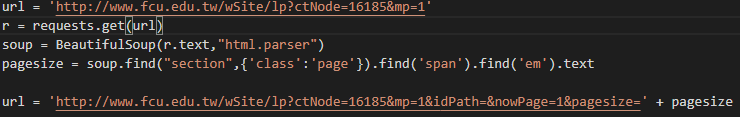 url = 'http://www.fcu.edu.tw/wSite/lp?ctNode=16185&mp=1'
r = requests.get(url)
soup = BeautifulSoup(r.text,"html.parser")
pagesize = soup.find("section",{'class':'page'}).find('span').find('em').text
url = 'http://www.fcu.edu.tw/wSite/lp?ctNode=16185&mp=1&idPath=&nowPage=1&pagesize=' + pagesize